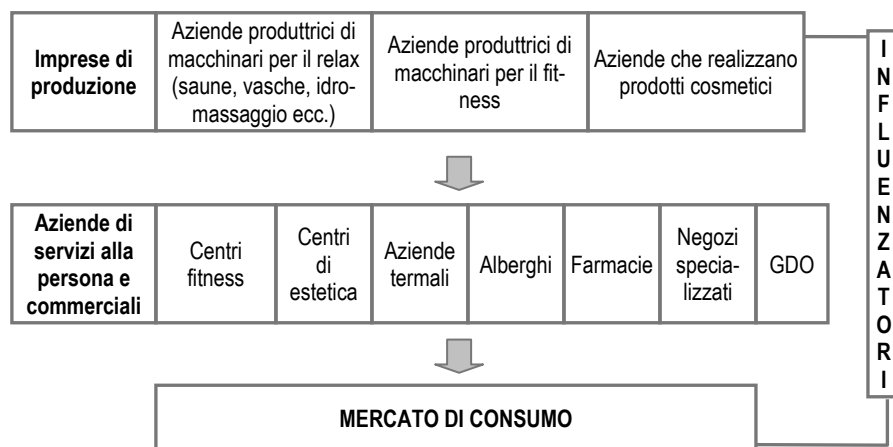 Imprese di
produzione
Aziende produttrici di
macchinari per il relax
(saune, vasche, idro-
massaggio ecc.)
Aziende produttrici di
macchinari per il fit-
ness
Aziende che realizzano
prodotti cosmetici
Aziende di
servizi alla
persona e
commerciali
Centri
fitness
Centri
di
estetica
Aziende
termali
Alberghi
Farmacie
Negozi
specia-
lizzati
GDO
MERCATO DI CONSUMO
I
N
F
L
U
E
N
Z
A
T
O
R
I